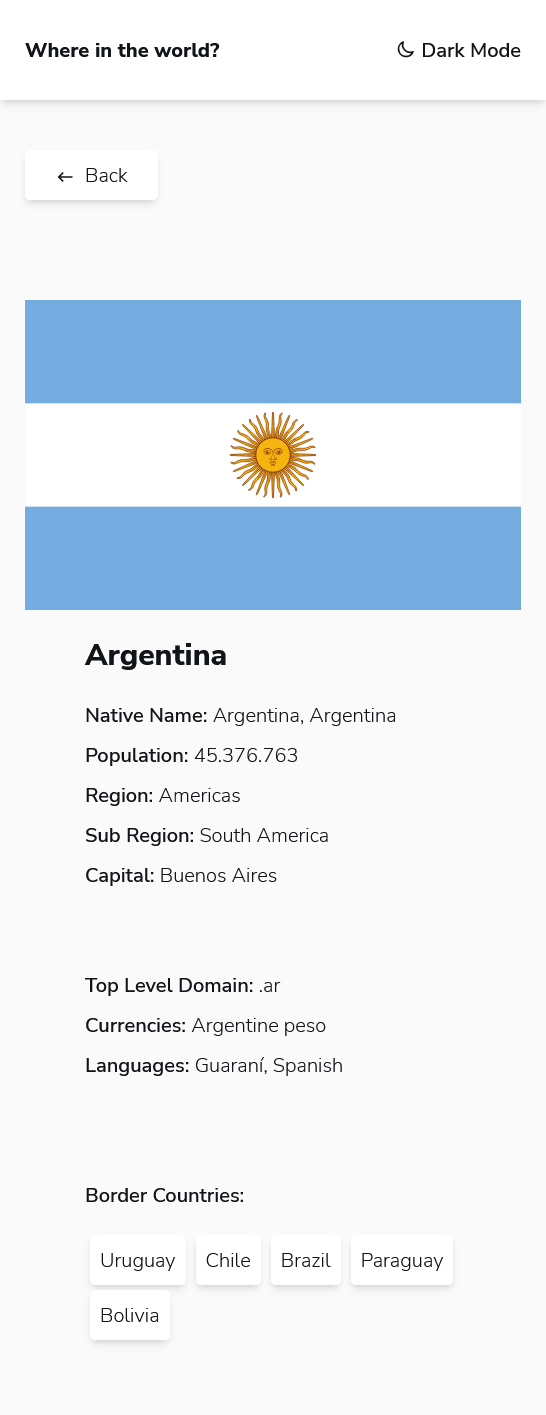 Where in the world? Dark Mode
← Back
Argentina
Native Name: Argentina, Argentina
Population: 45.376.763
Region: Americas
Sub Region: South America
Capital: Buenos Aires
Top Level Domain: .ar
Currencies: Argentine peso
Languages: Guaraní, Spanish
Border Countries:
Uruguay Chile Brazil Paraguay
Bolivia